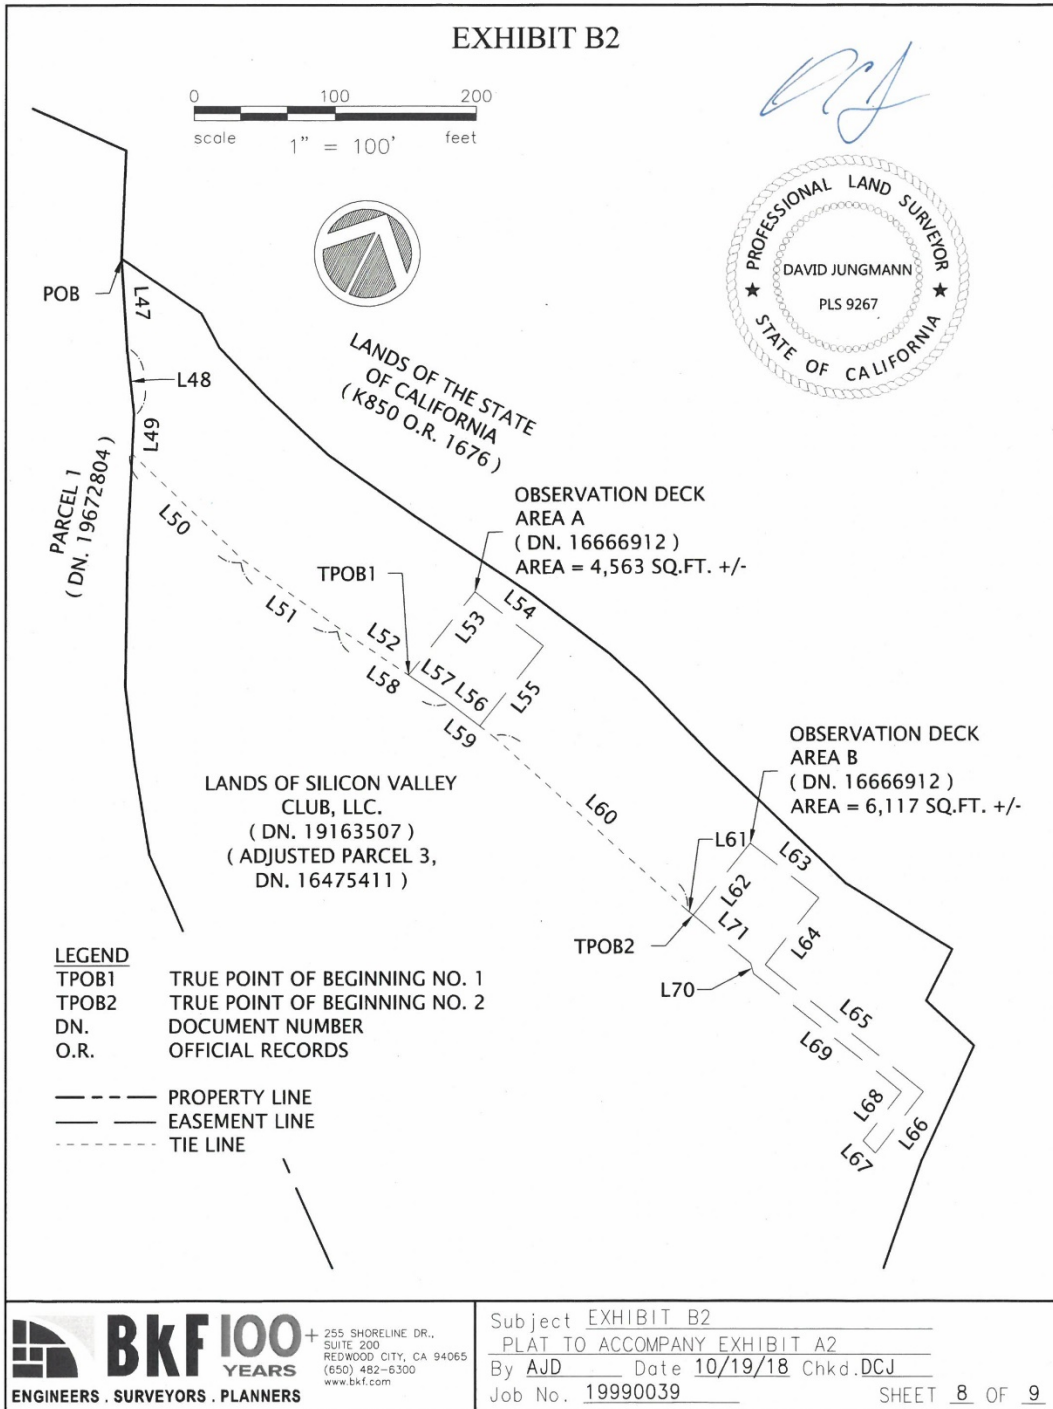 EXHIBIT B2
0 100 200
scale 1" = 100' feet
PROFESSIONAL LAND SURVEYOR
DAVID JUNGMANN
PLS 9267
STATE OF CALIFORNIA
POB
L47
L48
L49
LANDS OF THE STATE
OF CALIFORNIA
( K850 O.R. 1676 )
PARCEL 1
( DN. 19672804 )
L50
L51
L52
TPOB1
OBSERVATION DECK
AREA A
( DN. 16666912 )
AREA = 4,563 SQ.FT. +/-
L53
L54
L55
L57
L56
L58
L59
L60
LANDS OF SILICON VALLEY
CLUB, LLC.
( DN. 19163507 )
( ADJUSTED PARCEL 3,
DN. 16475411 )
OBSERVATION DECK
AREA B
( DN. 16666912 )
AREA = 6,117 SQ.FT. +/-
L61
L62
L63
L64
L71
TPOB2
L70
L65
L69
L68
L66
L67
LEGEND
TPOB1 TRUE POINT OF BEGINNING NO. 1
TPOB2 TRUE POINT OF BEGINNING NO. 2
DN. DOCUMENT NUMBER
O.R. OFFICIAL RECORDS
PROPERTY LINE
EASEMENT LINE
TIE LINE
BKF 100+ YEARS
ENGINEERS . SURVEYORS . PLANNERS
255 SHORELINE DR.,
SUITE 200
REDWOOD CITY, CA 94065
(650) 482-6300
www.bkf.com
Subject EXHIBIT B2
PLAT TO ACCOMPANY EXHIBIT A2
By AJD Date 10/19/18 Chkd. DCJ
Job No. 19990039 SHEET 8 OF 9